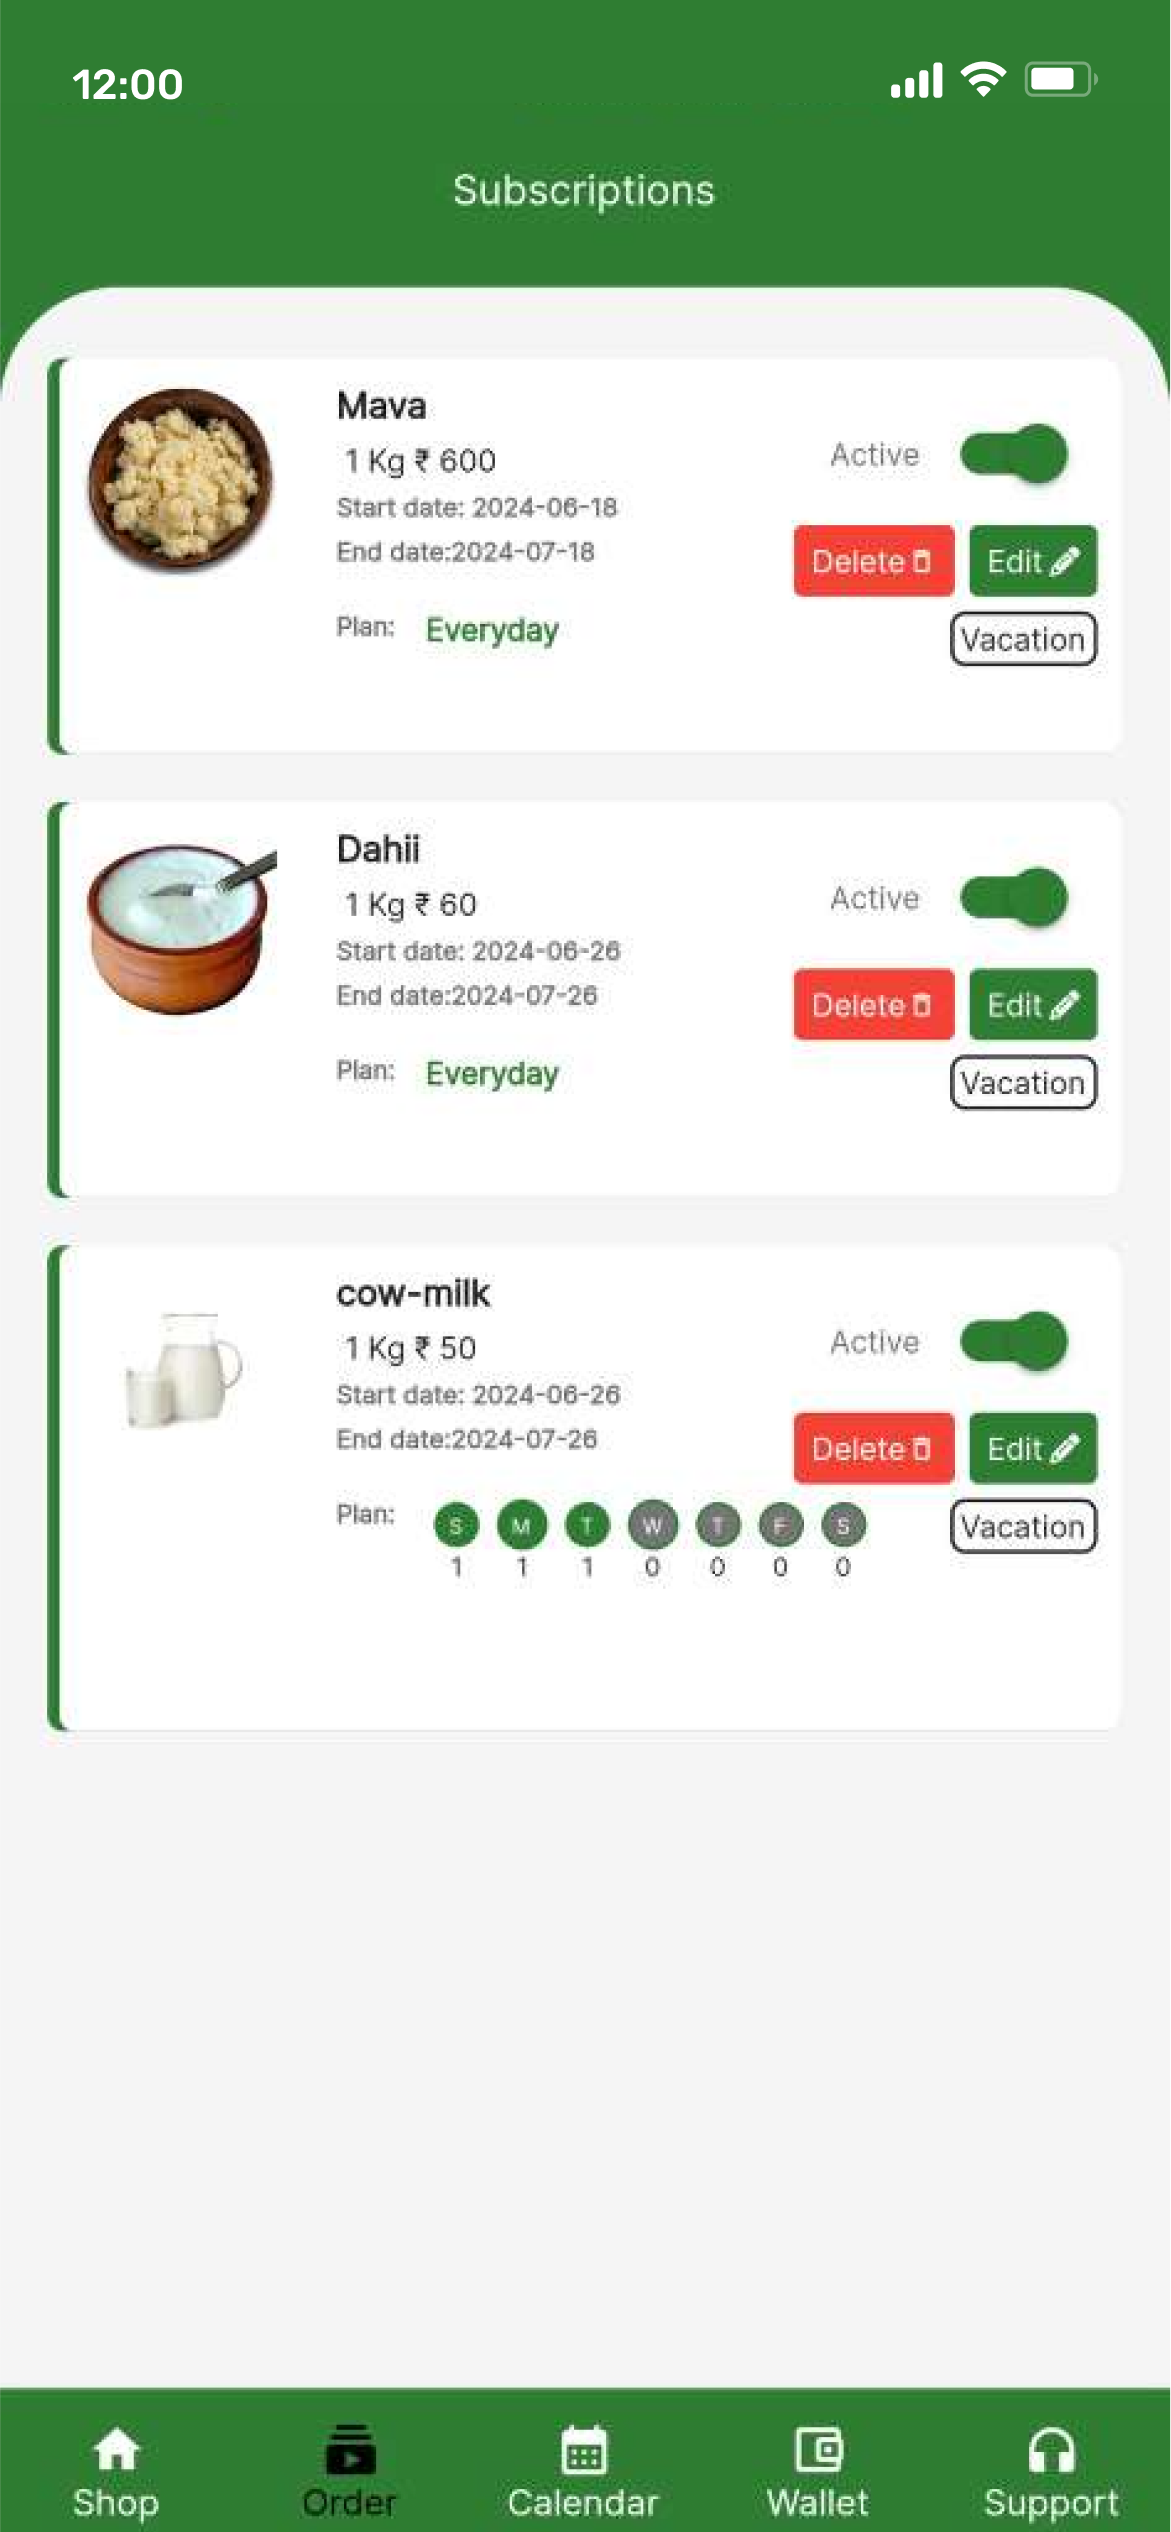 12:00
Subscriptions
Mava
1 Kg ₹ 600
Active
Start date: 2024-06-18
End date:2024-07-18
Delete Edit
Plan: Everyday
Vacation
Dahii
1 Kg ₹ 60
Active
Start date: 2024-06-26
End date:2024-07-26
Delete Edit
Plan: Everyday
Vacation
cow-milk
1 Kg ₹ 50
Active
Start date: 2024-06-26
End date:2024-07-26
Delete Edit
Plan: S M T W T F S
Vacation
1 1 1 0 0 0 0
Shop Order Calendar Wallet Support